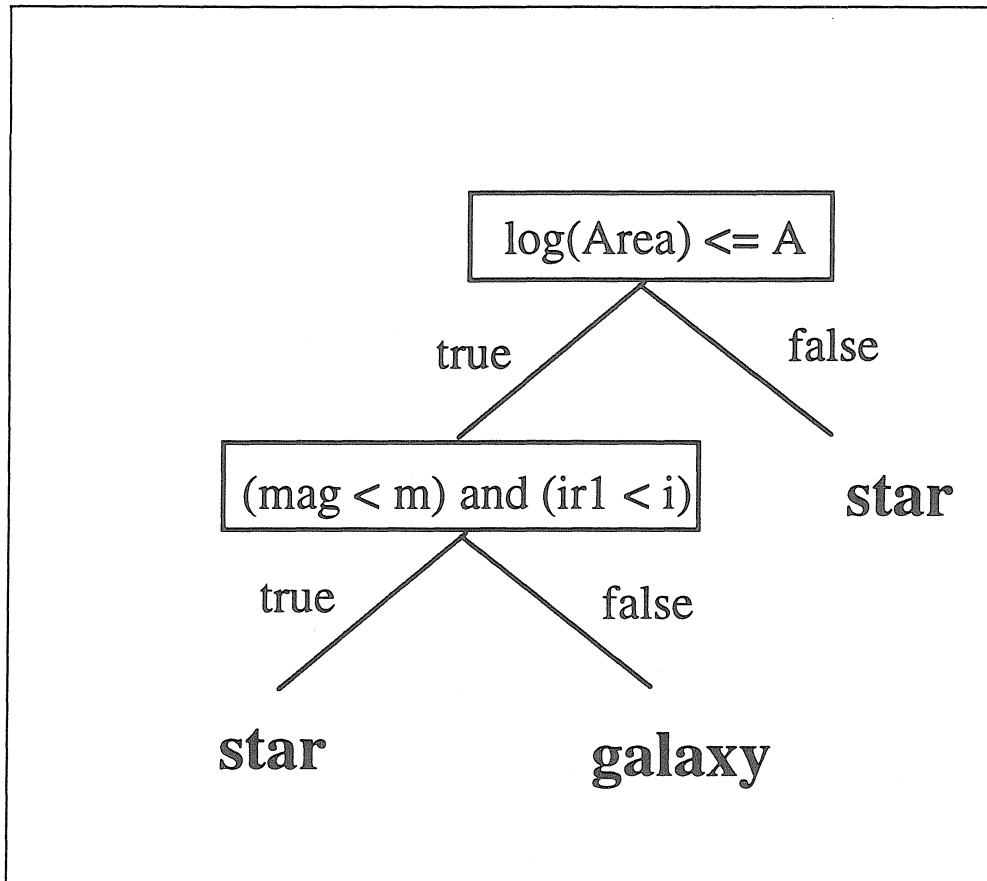 log(Area) <= A
true
false
(mag < m) and (ir1 < i)
star
true
false
star
galaxy